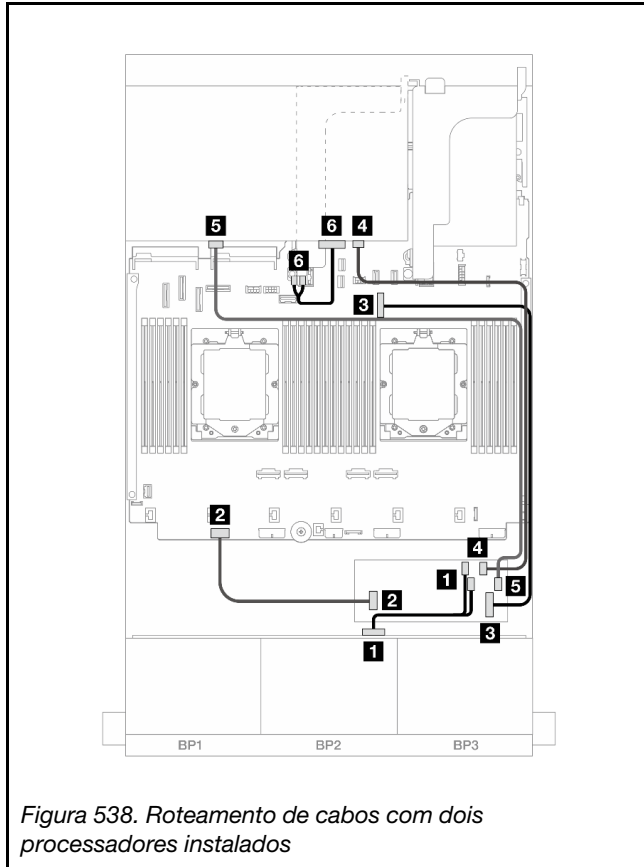 5 6 4
6
3
2
4
1
5
2
3
1
BP1 BP2 BP3
Figura 538. Roteamento de cabos com dois
processadores instalados